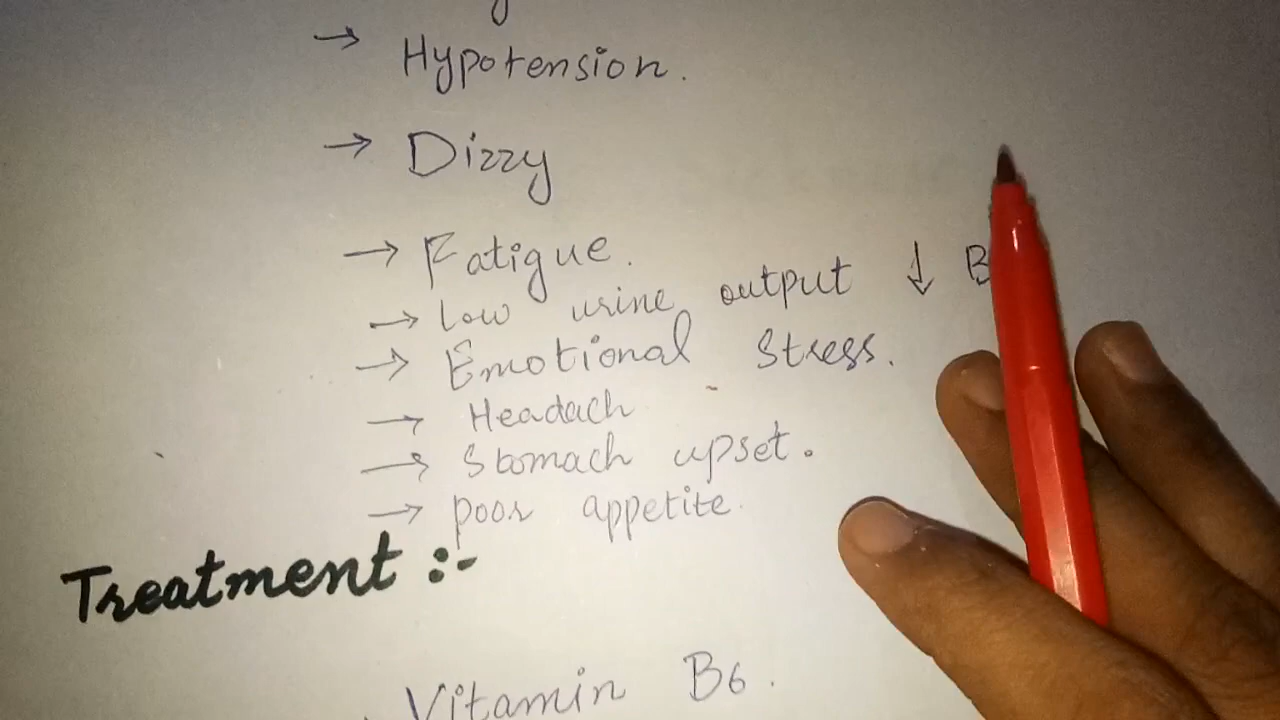 → Hypotension.
→ Dizzy
→ Fatigue.
→ Low urine output ↓ B
→ Emotional Stress.
→ Headach
→ Stomach upset.
→ Poor appetite.
Treatment :-
Vitamin B6.